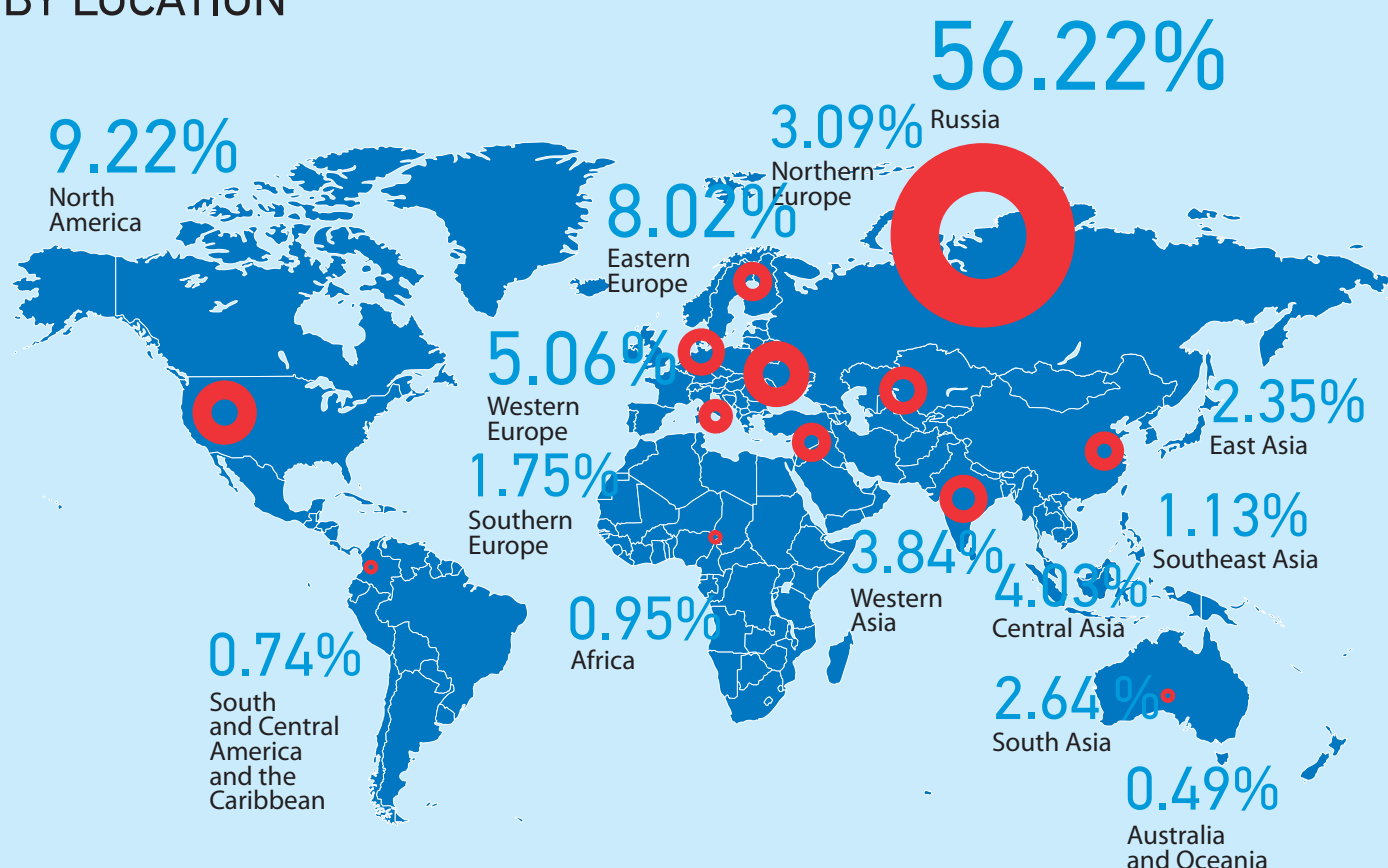 BY LOCATION
56.22%
Russia
9.22%
North
America
3.09%
Northern
Europe
8.02%
Eastern
Europe
5.06%
Western
Europe
2.35%
East Asia
1.75%
Southern
Europe
1.13%
Southeast Asia
3.84%
Western
Asia
4.03%
Central Asia
0.95%
Africa
0.74%
South
and Central
America
and the
Caribbean
2.64 %
South Asia
0.49%
Australia
and Oceania